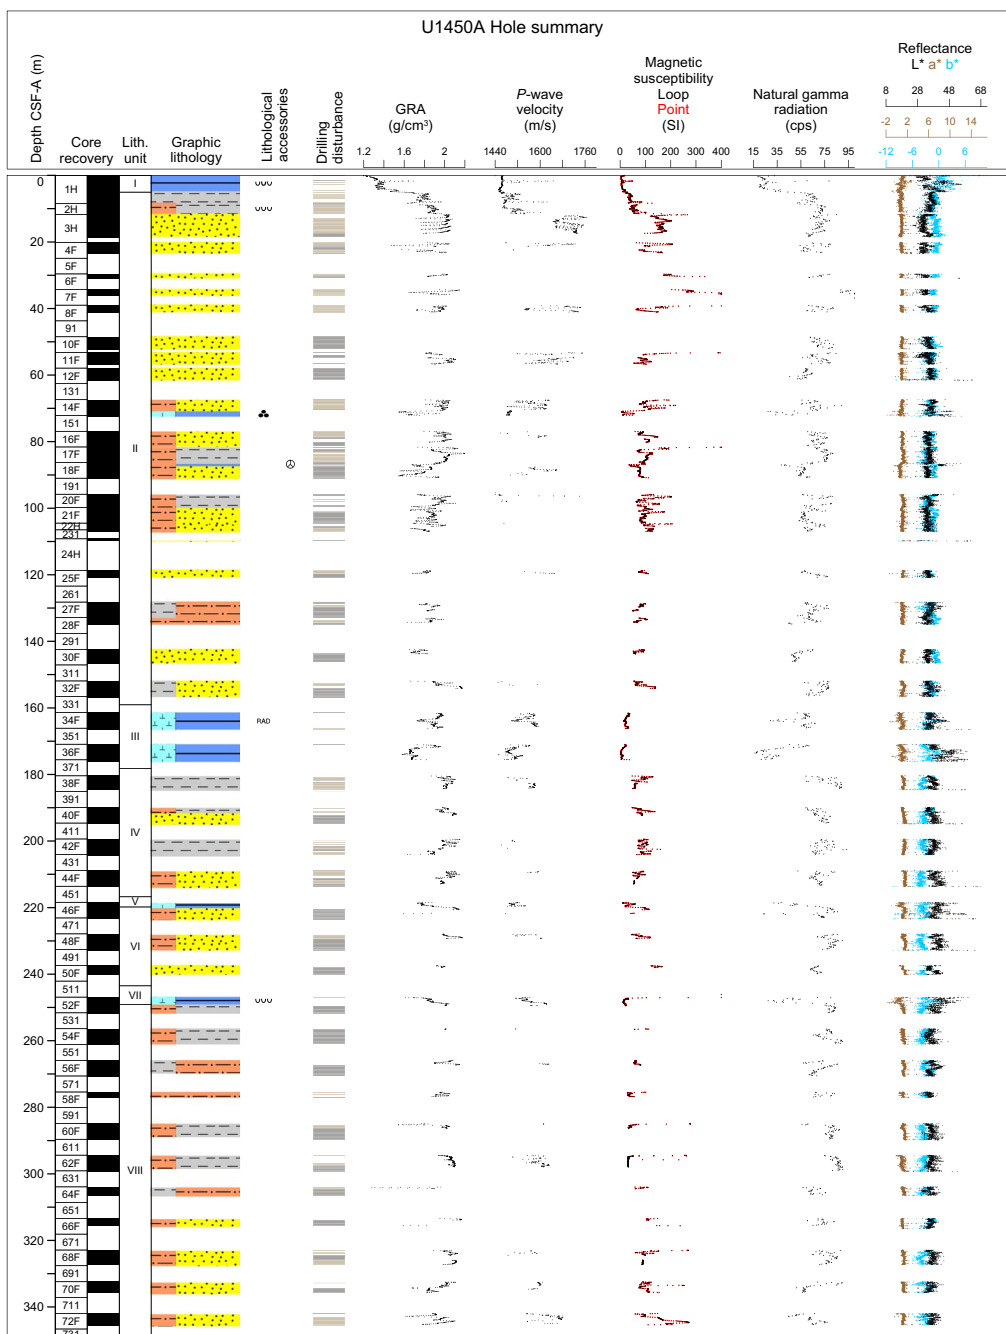 U1450A Hole summary
Depth CSF-A (m)
Core recovery
Lith. unit
Graphic lithology
Lithological accessories
Drilling disturbance
GRA (g/cm³)
1.2 1.6 2
P-wave velocity (m/s)
1440 1600 1760
Magnetic susceptibility
Loop
Point
(SI)
0 100 200 300 400
Natural gamma radiation (cps)
15 35 55 75 95
Reflectance
L* a* b*
8 28 48 68
-2 2 6 10 14
-12 -6 0 6
0
20
40
60
80
100
120
140
160
180
200
220
240
260
280
300
320
340
1H
2H
3H
4F
5F
6F
7F
8F
91
10F
11F
12F
131
14F
151
16F
17F
18F
191
20F
21F
22H
231
24H
25F
261
27F
28F
291
30F
311
32F
331
34F
351
36F
371
38F
391
40F
411
42F
431
44F
451
46F
471
48F
491
50F
511
52F
531
54F
551
56F
571
58F
591
60F
611
62F
631
64F
651
66F
671
68F
691
70F
711
72F
731
I
II
III
IV
V
VI
VII
VIII
RAD